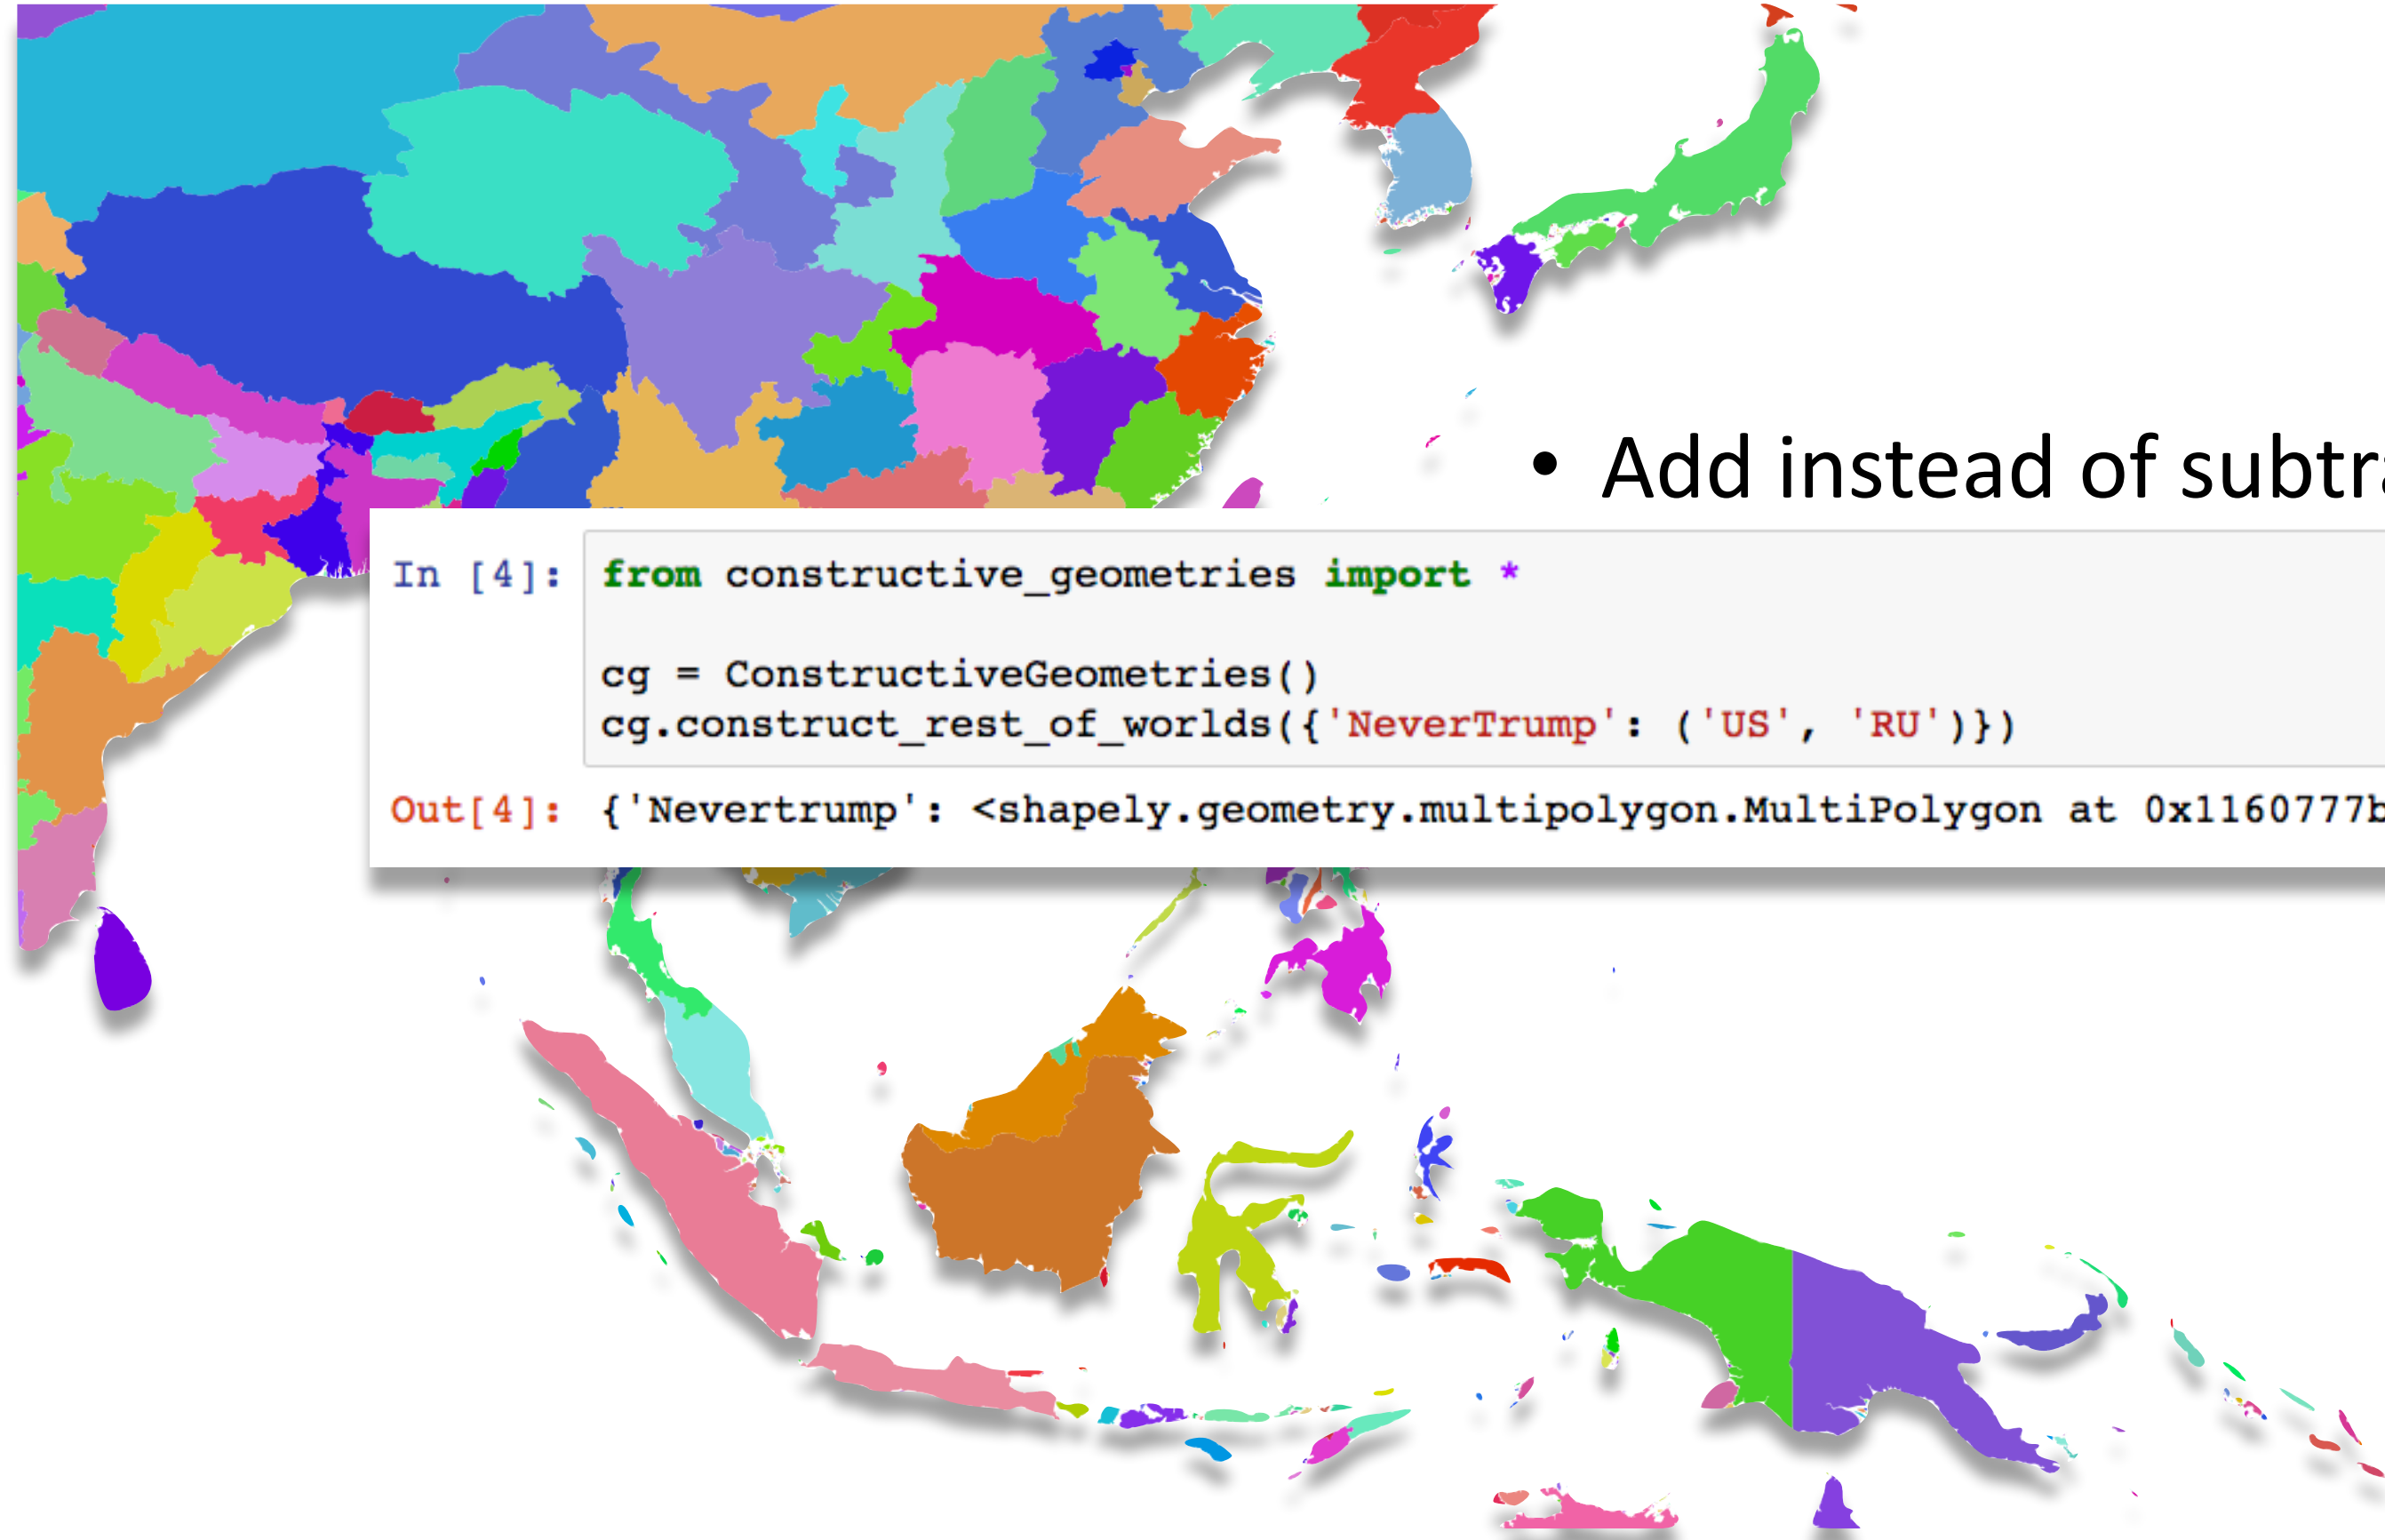 • Add instead of subtra
In [4]: from constructive_geometries import *
cg = ConstructiveGeometries()
cg.construct_rest_of_worlds({'NeverTrump': ('US', 'RU')})
Out[4]: {'Nevertrump': <shapely.geometry.multipolygon.MultiPolygon at 0x1160777b